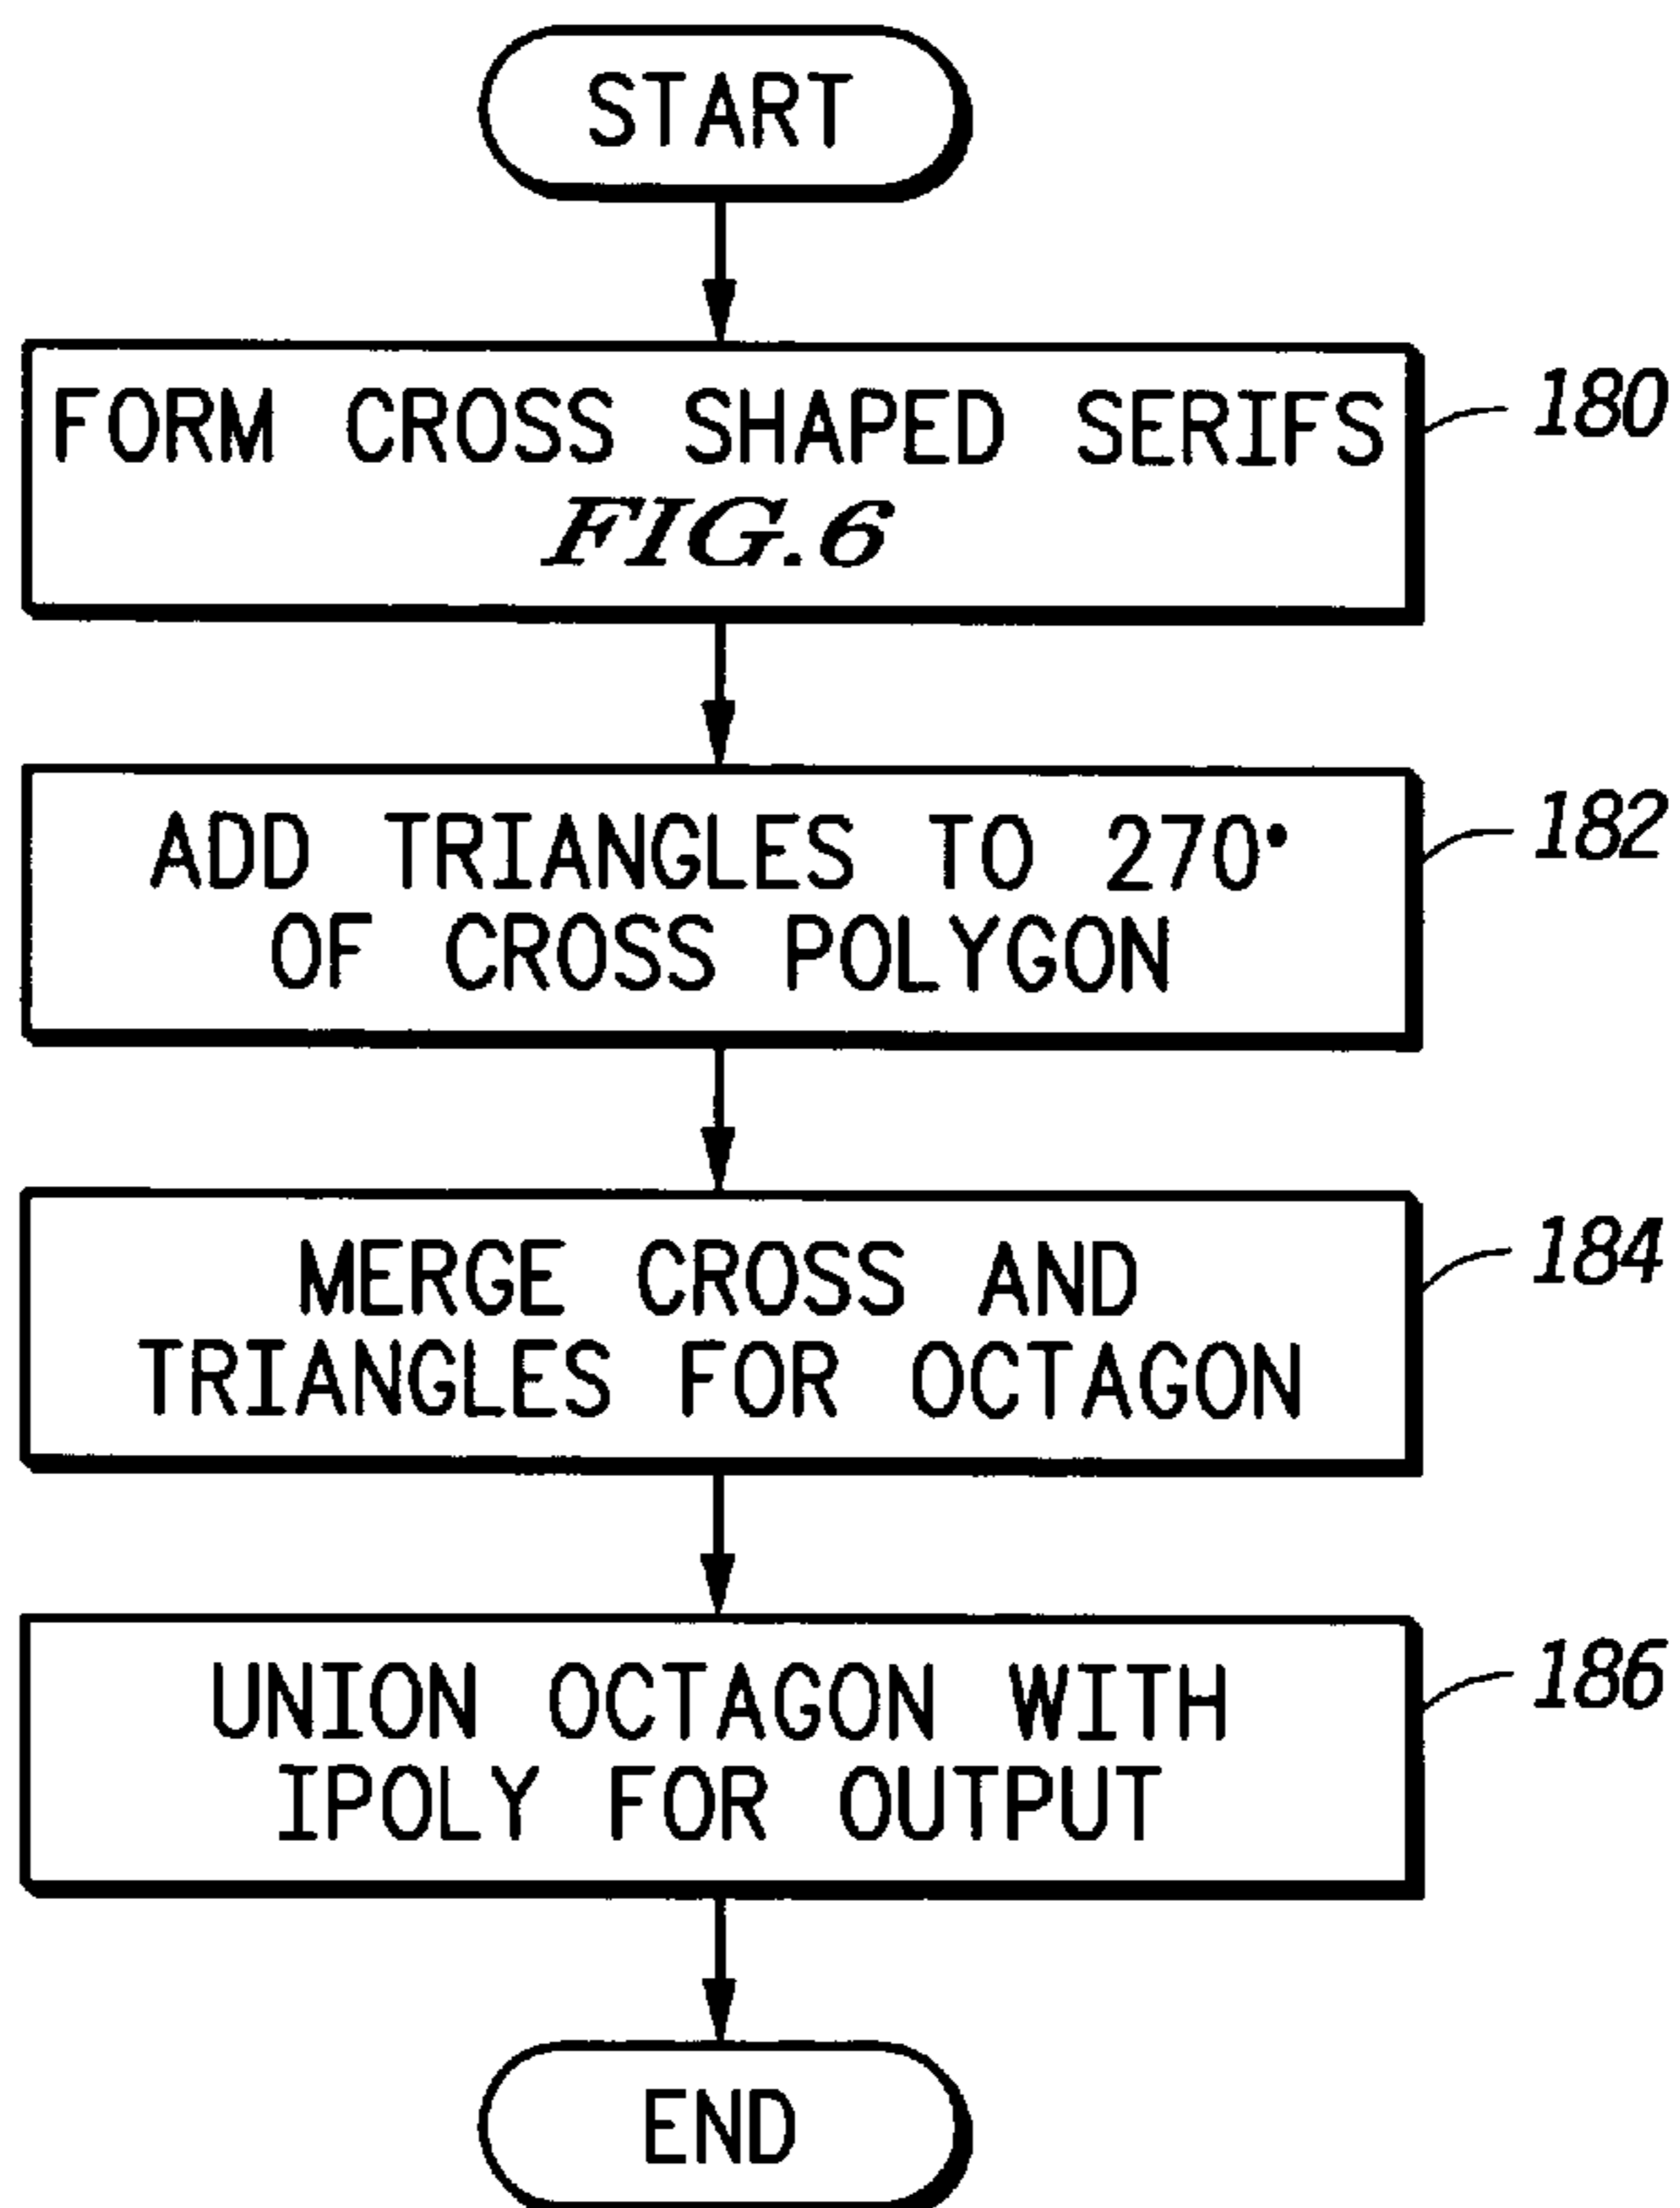 START
FORM CROSS SHAPED SERIFS
FIG.6
180
ADD TRIANGLES TO 270°
OF CROSS POLYGON
182
MERGE CROSS AND
TRIANGLES FOR OCTAGON
184
UNION OCTAGON WITH
IPOLY FOR OUTPUT
186
END